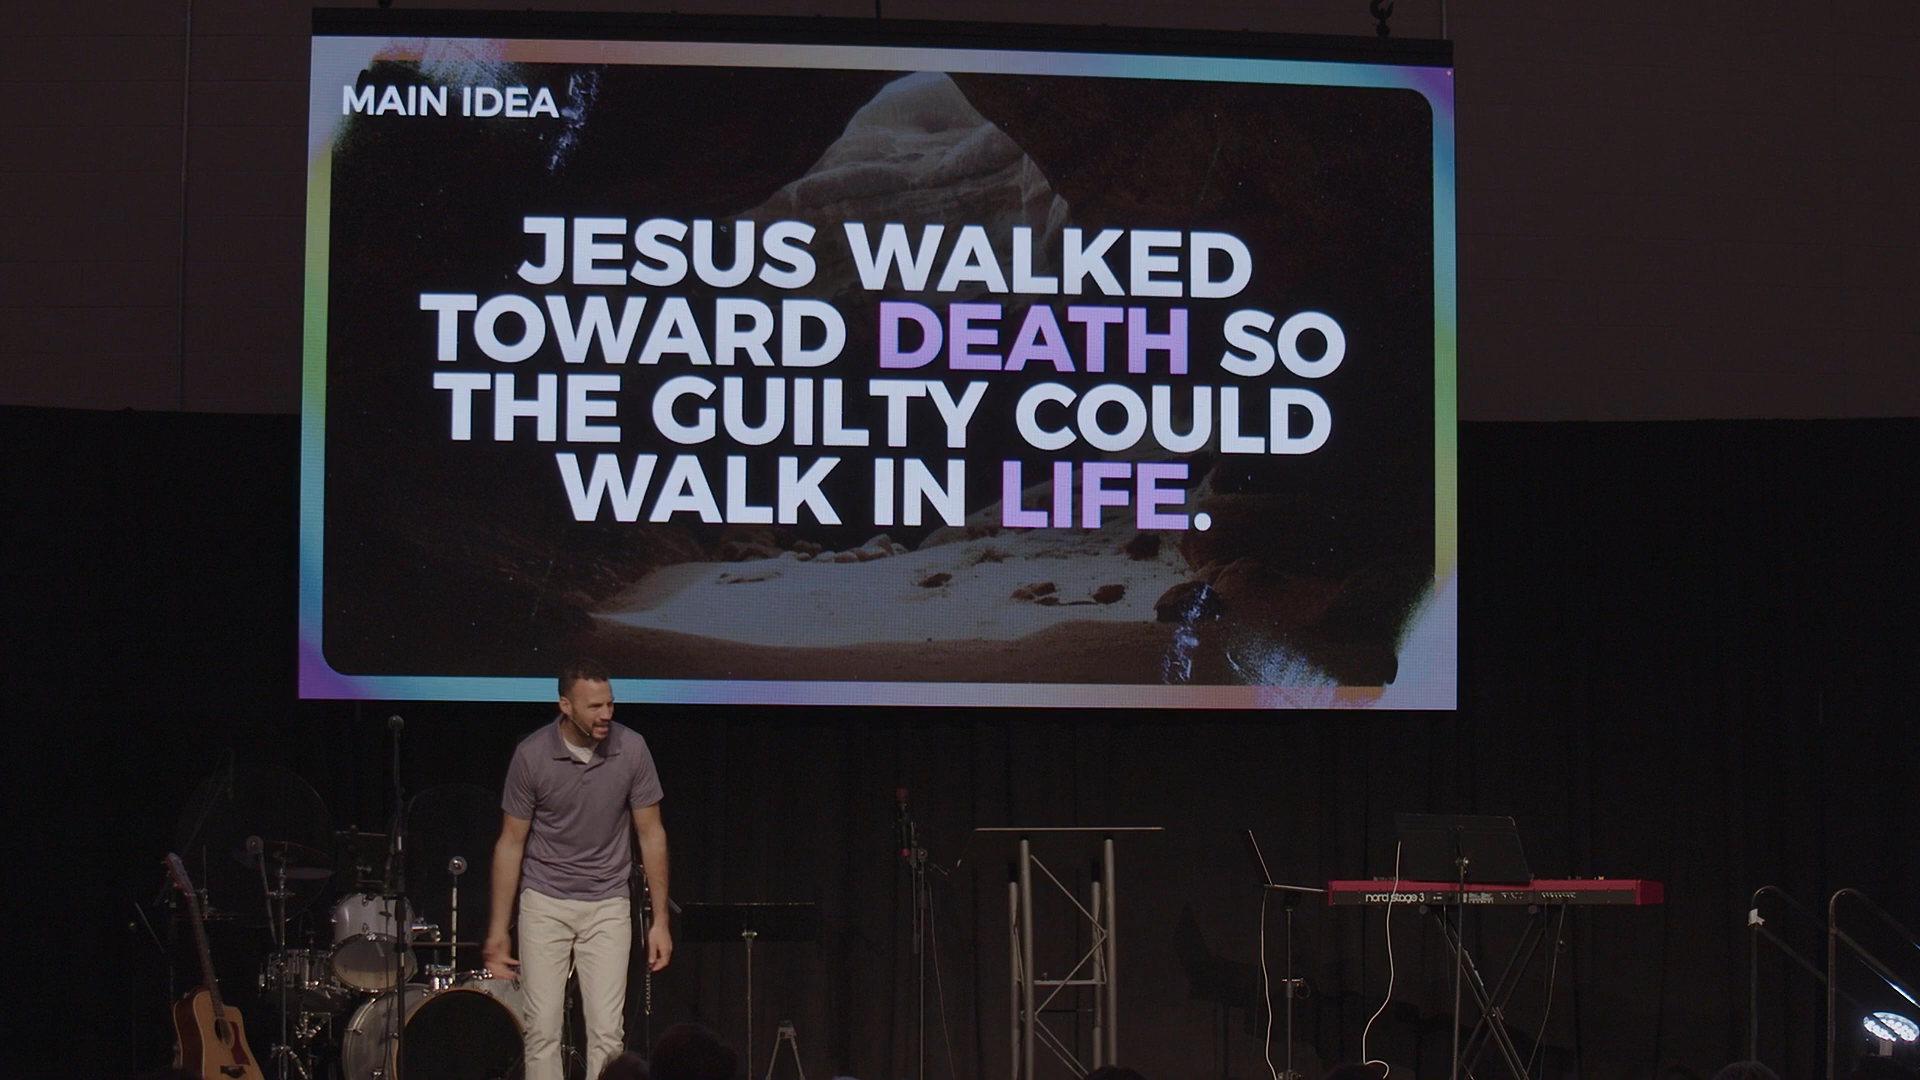 MAIN IDEA
JESUS WALKED
TOWARD DEATH SO
THE GUILTY COULD
WALK IN LIFE.
nord stage 3